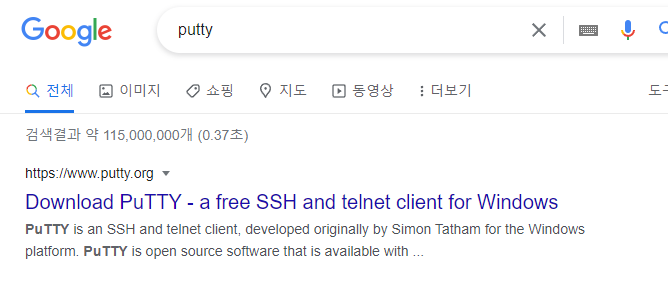 Google putty
전체 이미지 쇼핑 지도 동영상 더보기 도구
검색결과 약 115,000,000개 (0.37초)
https://www.putty.org
Download PuTTY - a free SSH and telnet client for Windows
PuTTY is an SSH and telnet client, developed originally by Simon Tatham for the Windows
platform. PuTTY is open source software that is available with ...